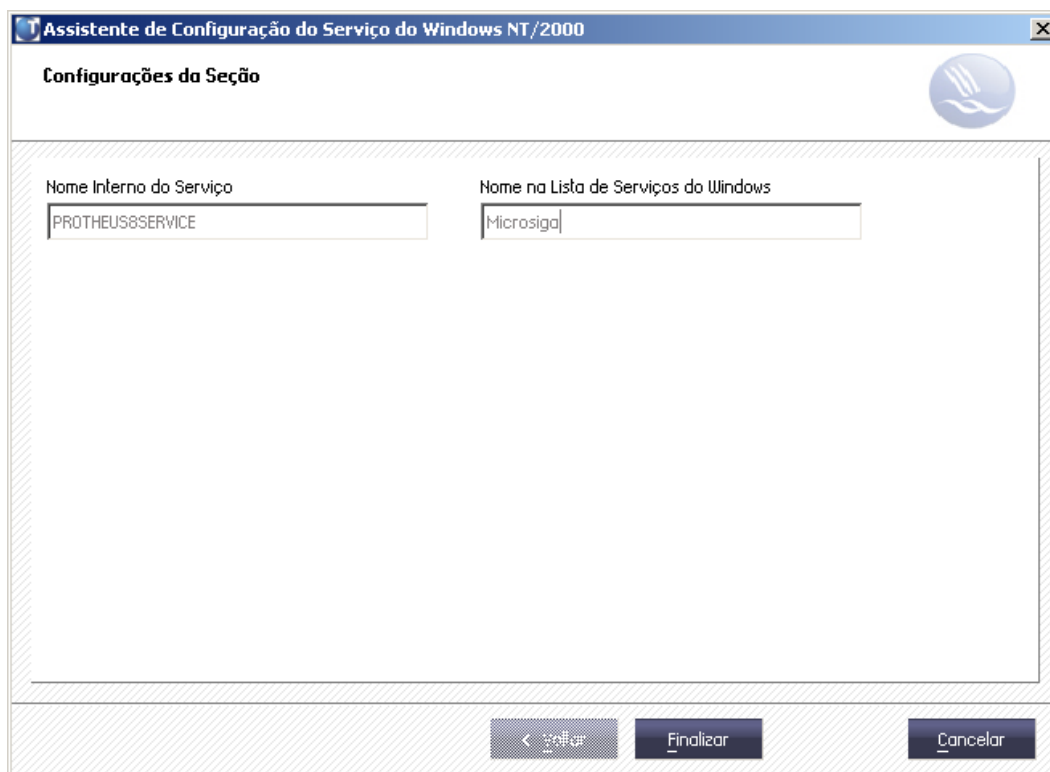 Assistente de Configuração do Serviço do Windows NT/2000
Configurações da Seção
Nome Interno do Serviço
Nome na Lista de Serviços do Windows
PROTHEUS8SERVICE
Microsiga
< Voltar
Finalizar
Cancelar